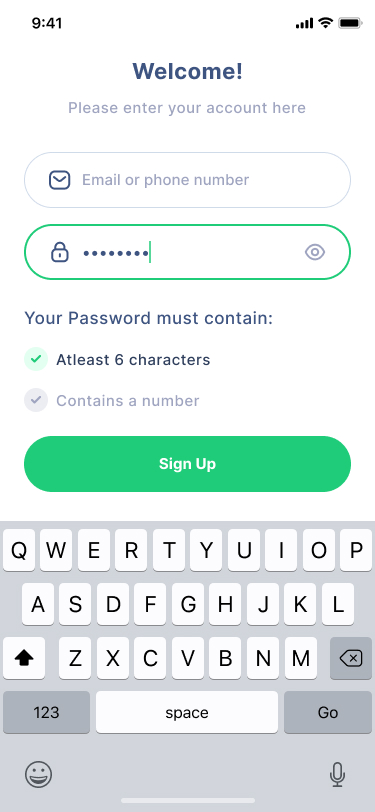 9:41
Welcome!
Please enter your account here
Email or phone number
••••••••
Your Password must contain:
Atleast 6 characters
Contains a number
Sign Up
Q W E R T Y U I O P
A S D F G H J K L
Z X C V B N M
123 space Go